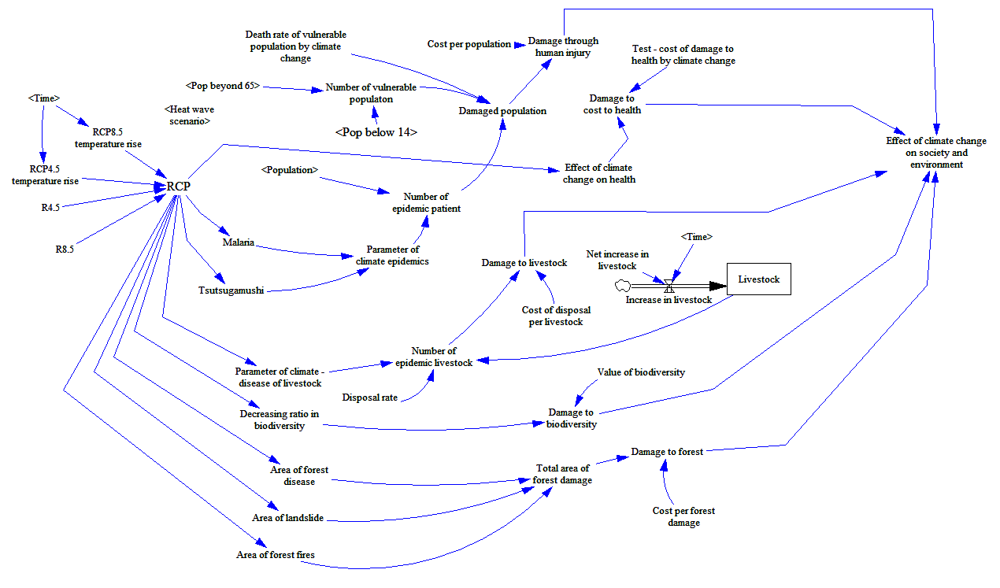 Death rate of vulnerable
population by climate
change
Cost per population
Damage through
human injury
Test - cost of damage to
health by climate change
<Pop beyond 65>
Number of vulnerable
populaton
<Time>
<Heat wave
scenario>
Damaged population
Damage to
cost to health
<Pop below 14>
RCP8.5
temperature rise
Effect of climate change
on society and
environment
RCP4.5
temperature rise
<Population>
Effect of climate
change on health
RCP
R4.5
Number of
epidemic patient
R8.5
Malaria
Parameter of
climate epidemics
<Time>
Damage to livestock
Net increase in
livestock
Livestock
Increase in livestock
Tsutsugamushi
Cost of disposal
per livestock
Number of
epidemic livestock
Parameter of climate -
disease of livestock
Value of biodiversity
Disposal rate
Decreasing ratio in
biodiversity
Damage to
biodiversity
Damage to forest
Area of forest
disease
Total area of
forest damage
Area of landslide
Cost per forest
damage
Area of forest fires